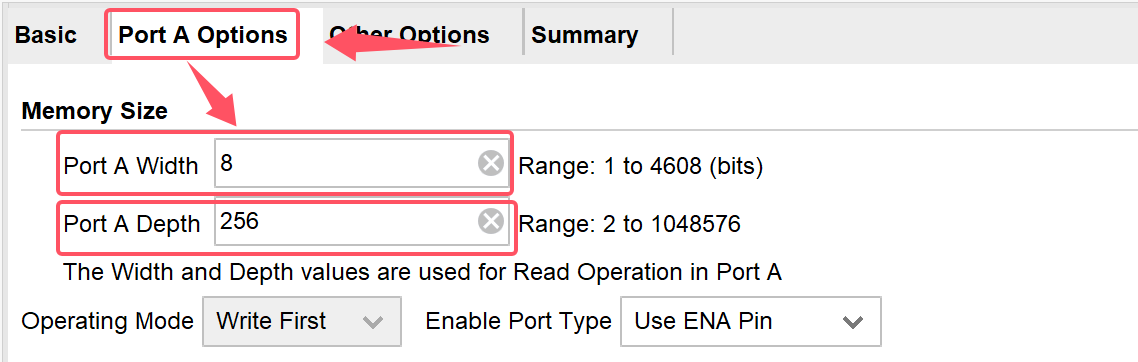 Basic Port A Options Other Options Summary
Memory Size
Port A Width 8 Range: 1 to 4608 (bits)
Port A Depth 256 Range: 2 to 1048576
The Width and Depth values are used for Read Operation in Port A
Operating Mode Write First Enable Port Type Use ENA Pin